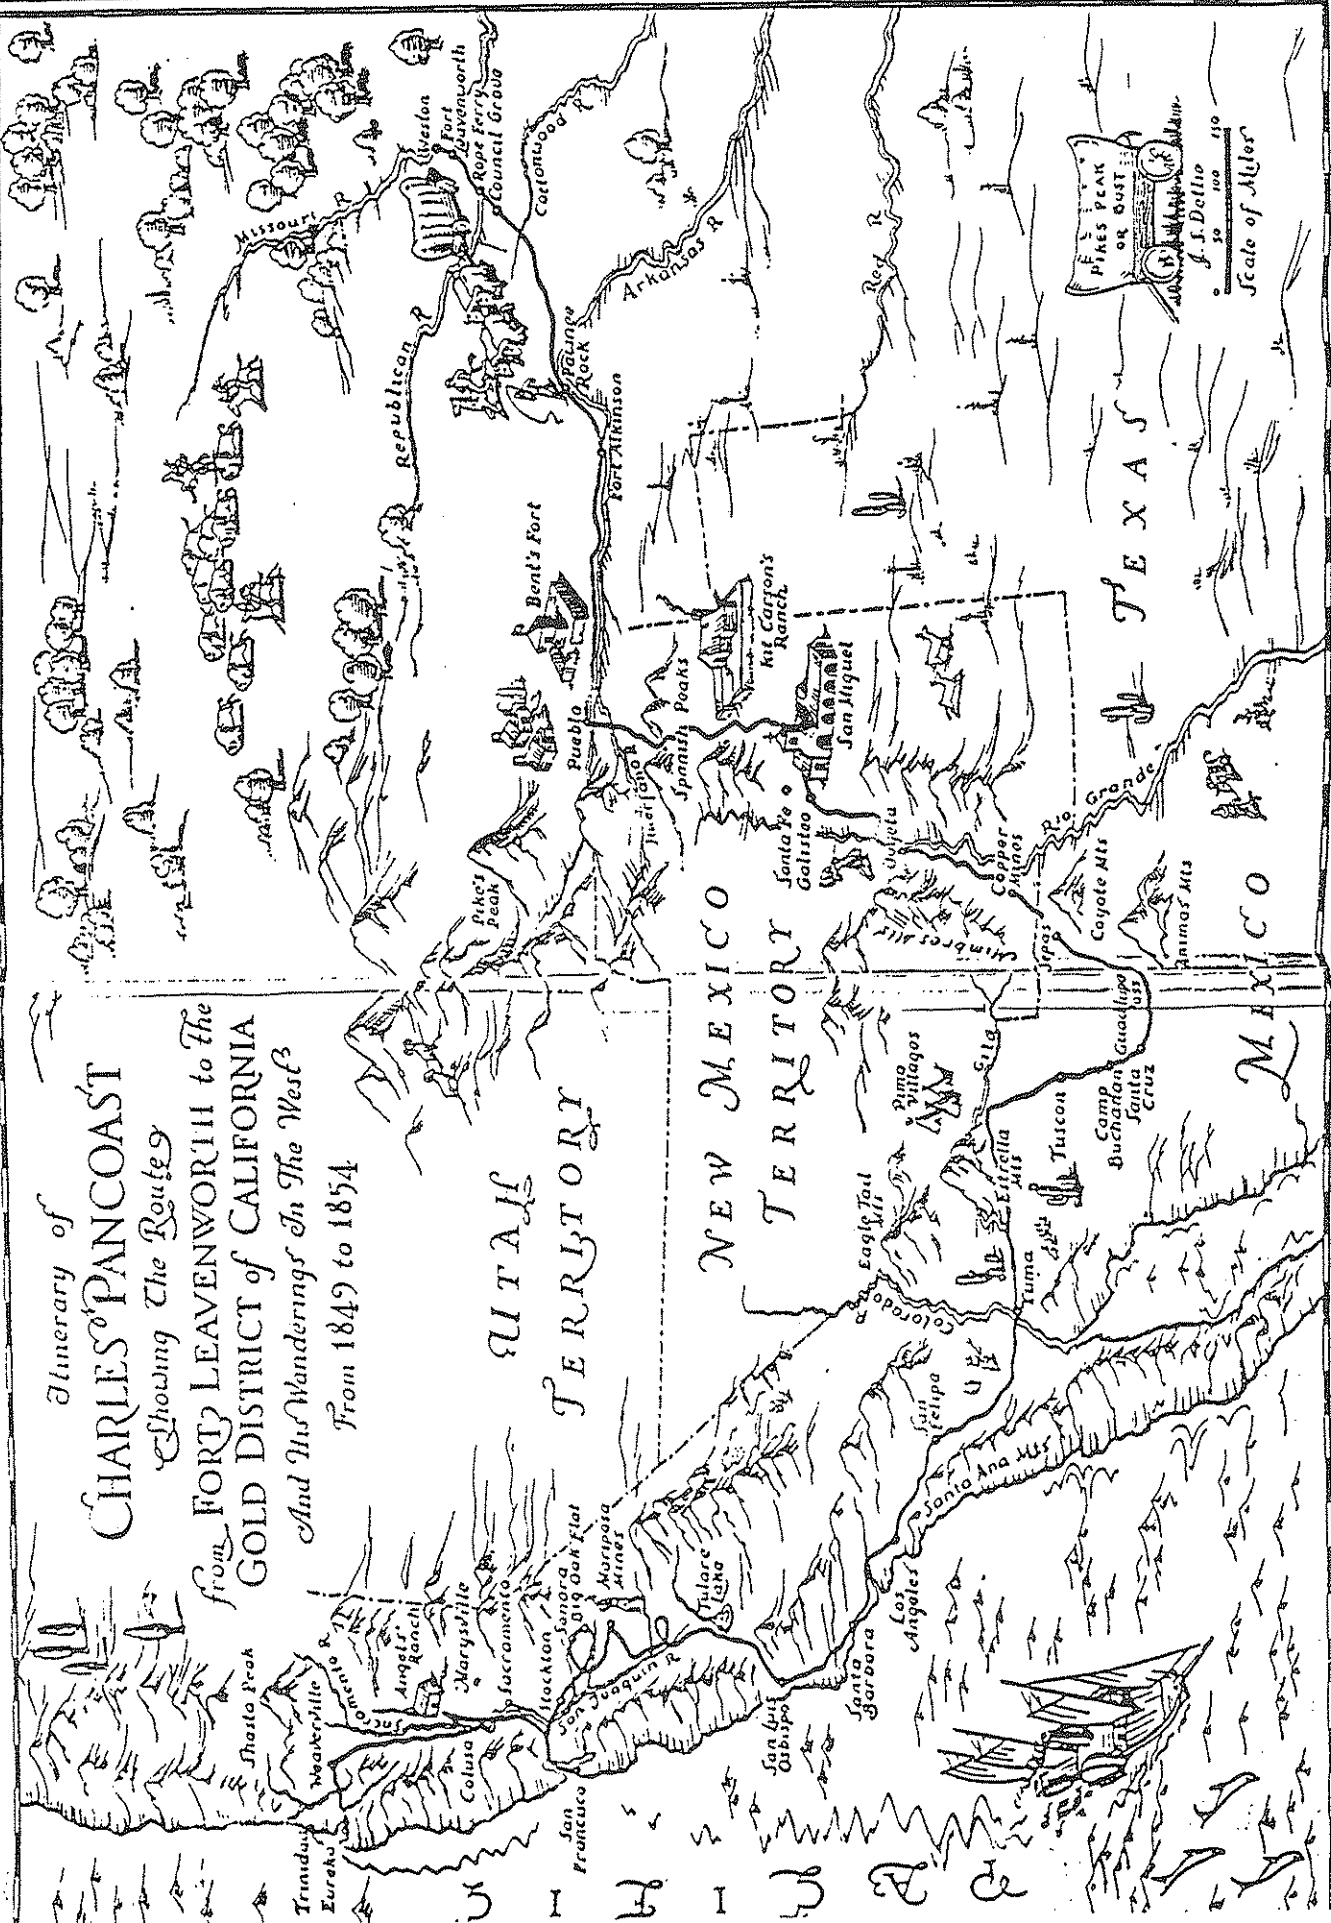 Itinerary of
CHARLES PANCOAST
Showing The Route
from FORT LEAVENWORTH to The
GOLD DISTRICT of CALIFORNIA
And His Wanderings In The West
From 1849 to 1854
Missouri R
Weston
Fort
Leavenworth
Rope Ferry
Council Grove
Cottonwood R
Republican R
Pawnee
Rock
Arkansas R
Fort Atkinson
Bent's Fort
Red R
Pueblo
Huerfano R
Spanish Peaks
Kit Carson's
Ranch
San Miguel
Pike's
Peak
Santa Fe
Galisteo
Copper
Mines
Rio Grande
Mimbres Mts
Coyote Mts
Animas Mts
TEXAS
PIKES PEAK
OR BUST
0 50 100 150
Scale of Miles
UTAH
TERRITORY
NEW MEXICO
TERRITORY
MEXICO
Guadalupe
Pass
Santa
Cruz
Camp
Buchanan
Tuscon
Gila
Pimo
Villages
Estrella
Mts
Eagle Tail
Mts
Colorado
R
Yuma
San
Felipa
Santa Ana Mts
Los
Angeles
Santa
Barbara
San Luis
Osbispo
Tulare
Lake
San Joaquin R
Mariposa
Mines
Big Oak Flat
Sonora
Stockton
Sacramento
Marysville
Angels'
Ranch
Sacramento R
Shasta Peak
Weaverville
Colusa
San
Francisco
Trinidad
Eureka
PACIFIC